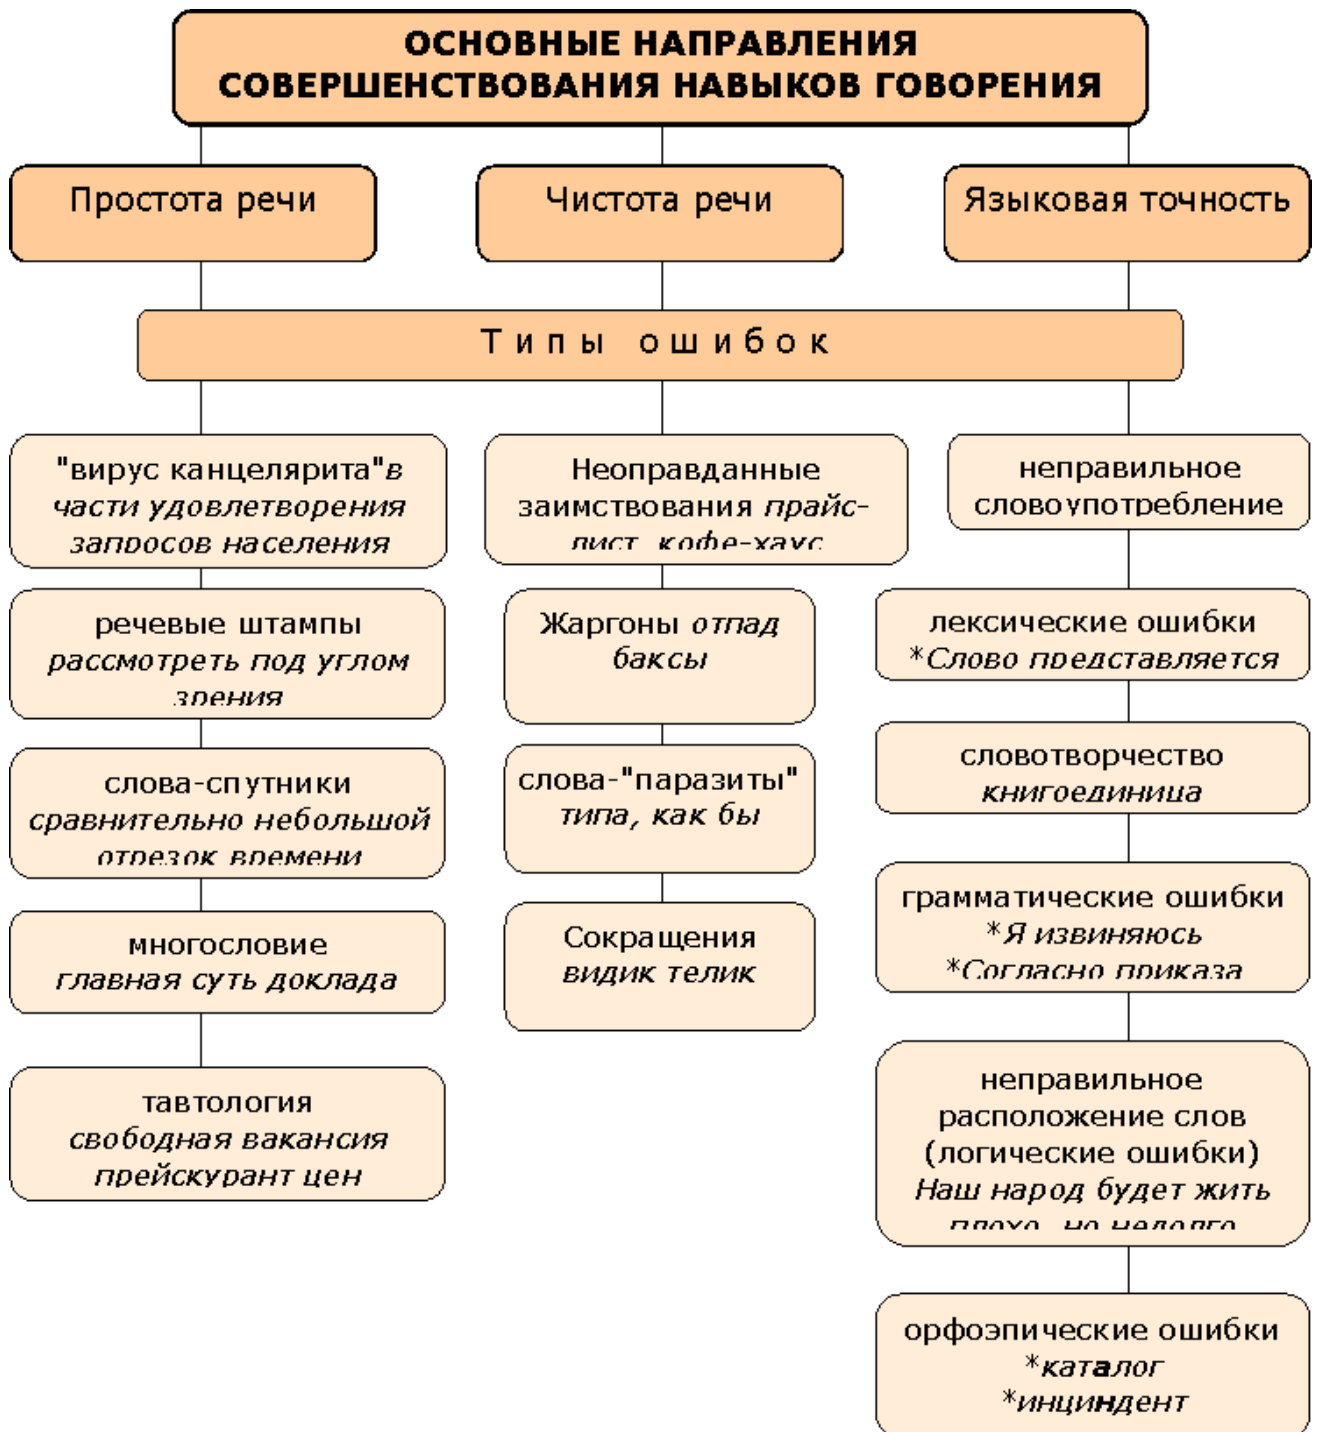 ОСНОВНЫЕ НАПРАВЛЕНИЯ
СОВЕРШЕНСТВОВАНИЯ НАВЫКОВ ГОВОРЕНИЯ
Простота речи
Чистота речи
Языковая точность
Типы ошибок
"вирус канцелярита"в
части удовлетворения
запросов населения
речевые штампы
рассмотреть под углом
зрения
слова-спутники
сравнительно небольшой
отрезок времени
многословие
главная суть доклада
тавтология
свободная вакансия
прейскурант цен
Неоправданные
заимствования прайс-
лист, кофе-хаус
Жаргоны отпад
баксы
слова-"паразиты"
типа, как бы
Сокращения
видик телик
неправильное
словоупотребление
лексические ошибки
*Слово представляется
словотворчество
книгоединица
грамматические ошибки
*Я извиняюсь
*Согласно приказа
неправильное
расположение слов
(логические ошибки)
Наш народ будет жить
плохо, но недолго
орфоэпические ошибки
*каталог
*инциндент